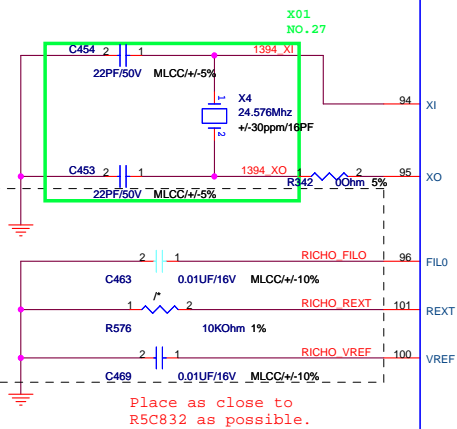 X01
NO.27
C454 2 1 1394_XI
22PF/50V MLCC/+/-5%
1 X4
24.576Mhz
2 +/-30ppm/16PF
94 XI
C453 2 1 1394_XO 1 2 95 XO
22PF/50V MLCC/+/-5% R342 0Ohm 5%
2 1 RICHO_FILO 96 FIL0
C463 0.01UF/16V MLCC/+/-10%
1 /* 2 RICHO_REXT 101 REXT
R576 10KOhm 1%
2 1 RICHO_VREF 100 VREF
C469 0.01UF/16V MLCC/+/-10%
Place as close to
R5C832 as possible.